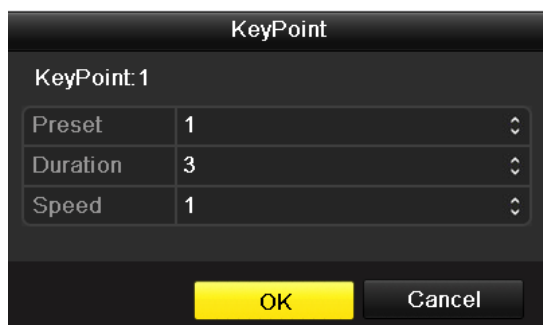 KeyPoint
KeyPoint:1
Preset 1
Duration 3
Speed 1
OK Cancel